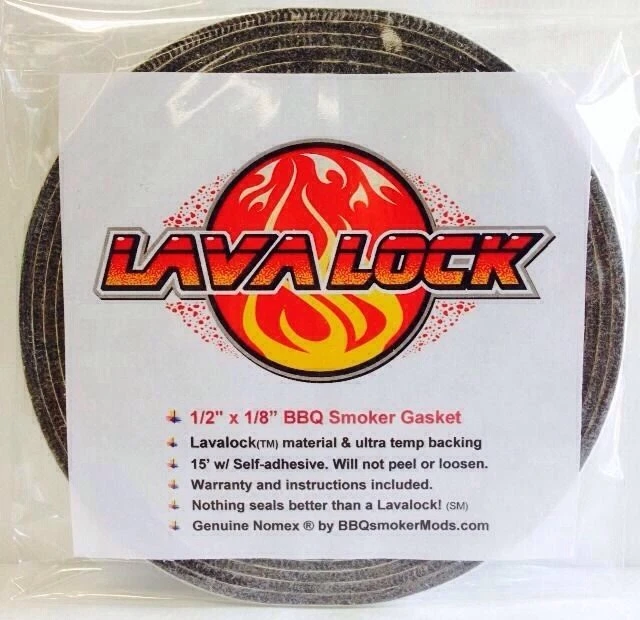 LAVA LOCK
1/2" x 1/8” BBQ Smoker Gasket
Lavalock(TM) material & ultra temp backing
15' w/ Self-adhesive. Will not peel or loosen.
Warranty and instructions included.
Nothing seals better than a Lavalock! (SM)
Genuine Nomex ® by BBQsmokerMods.com